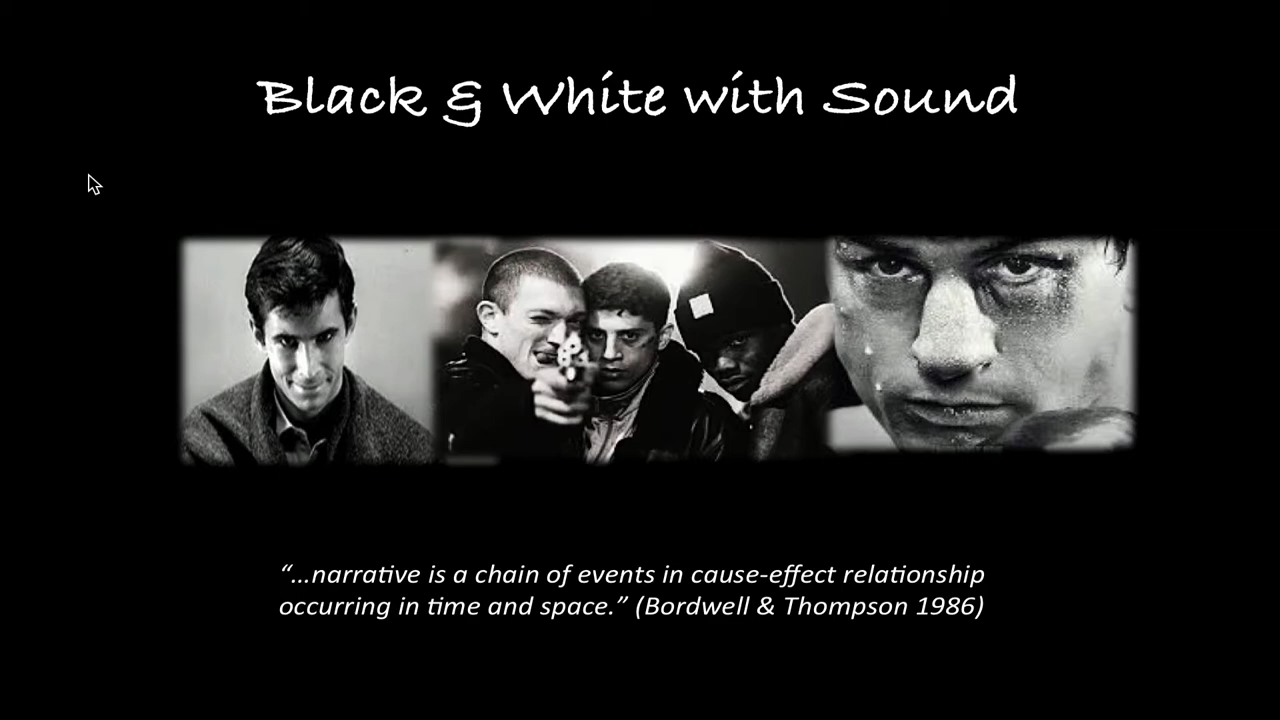 Black & White with Sound
“...narrative is a chain of events in cause-effect relationship
occurring in time and space.” (Bordwell & Thompson 1986)